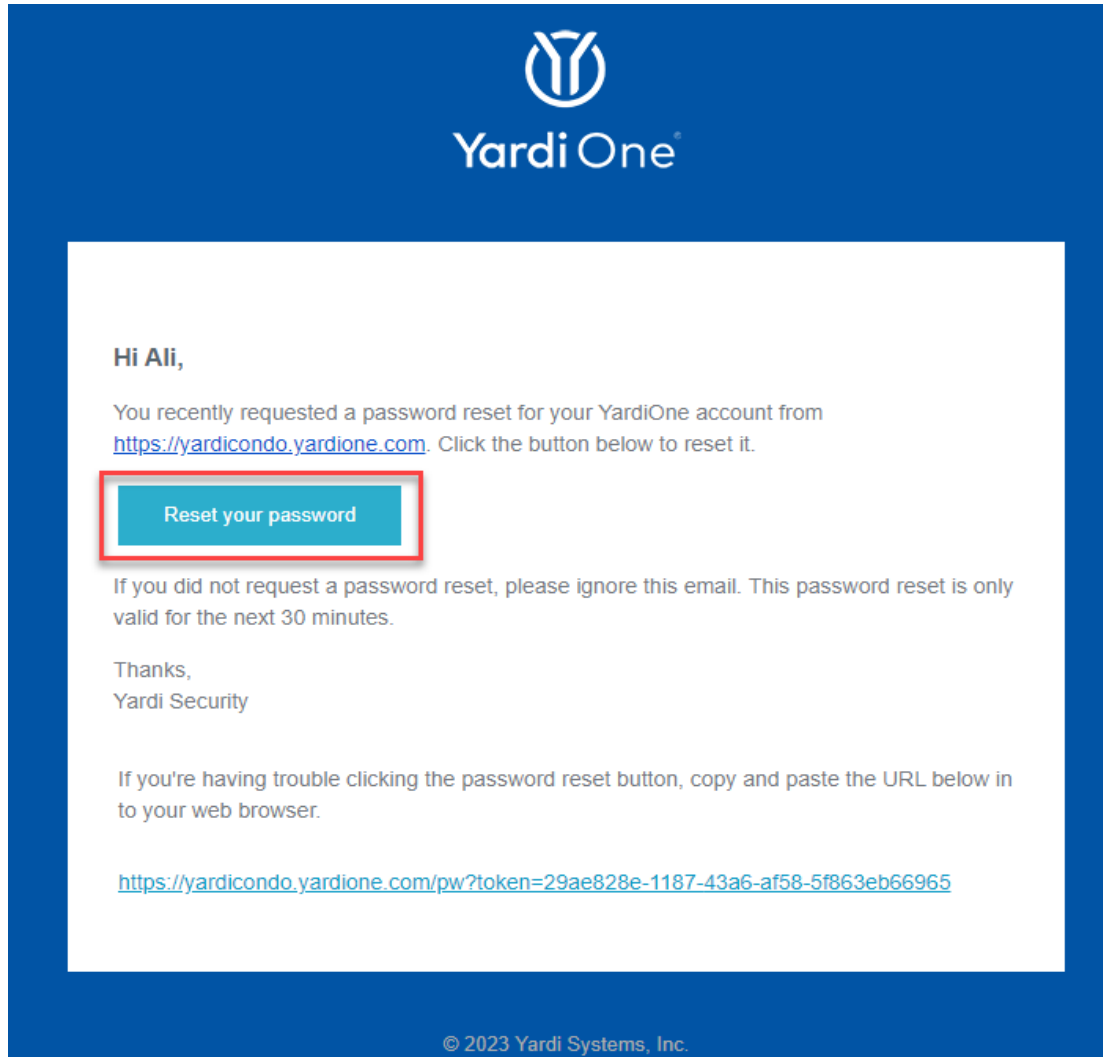 Yardi One®
Hi Ali,
You recently requested a password reset for your YardiOne account from
https://yardicondo.yardione.com. Click the button below to reset it.
Reset your password
If you did not request a password reset, please ignore this email. This password reset is only
valid for the next 30 minutes.
Thanks,
Yardi Security
If you're having trouble clicking the password reset button, copy and paste the URL below in
to your web browser.
https://yardicondo.yardione.com/pw?token=29ae828e-1187-43a6-af58-5f863eb66965
© 2023 Yardi Systems, Inc.